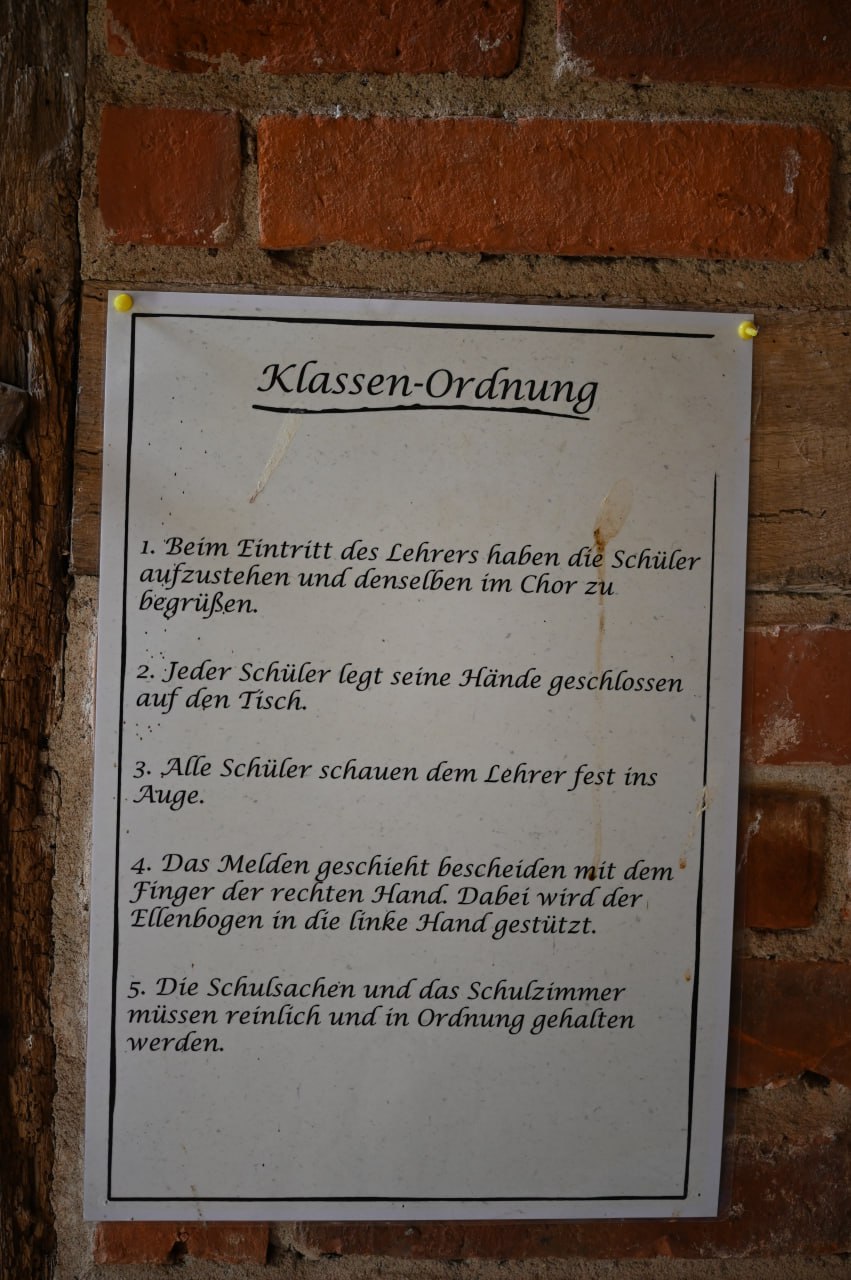 Klassen-Ordnung
1. Beim Eintritt des Lehrers haben die Schüler
aufzustehen und denselben im Chor zu
begrüßen.
2. Jeder Schüler legt seine Hände geschlossen
auf den Tisch.
3. Alle Schüler schauen dem Lehrer fest ins
Auge.
4. Das Melden geschieht bescheiden mit dem
Finger der rechten Hand. Dabei wird der
Ellenbogen in die linke Hand gestützt.
5. Die Schulsachen und das Schulzimmer
müssen reinlich und in Ordnung gehalten
werden.